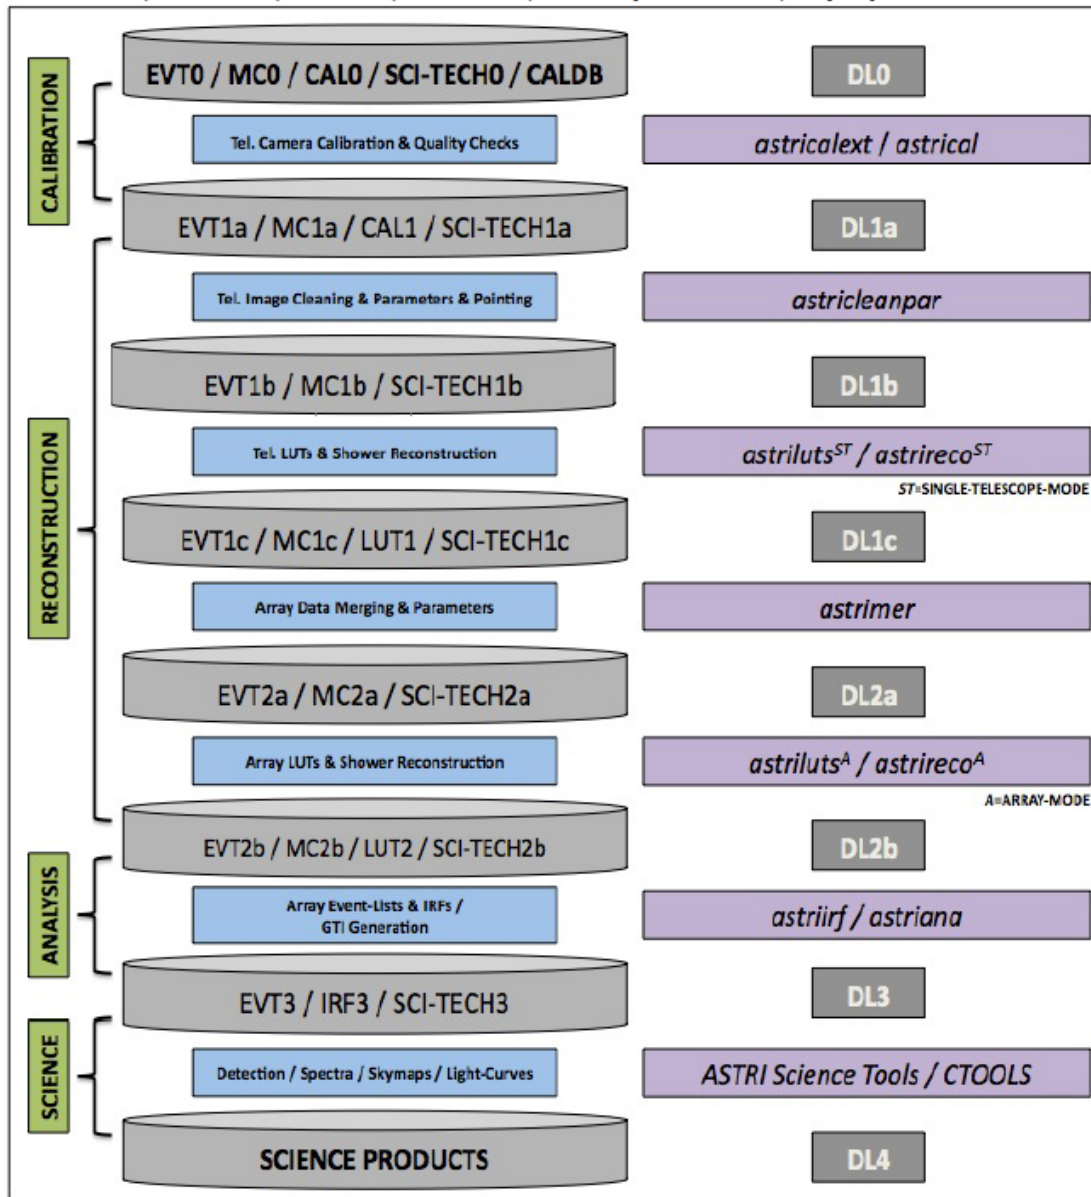 CALIBRATION
EVT0 / MC0 / CAL0 / SCI-TECH0 / CALDB
DL0
Tel. Camera Calibration & Quality Checks
astricalext / astrical
EVT1a / MC1a / CAL1 / SCI-TECH1a
DL1a
RECONSTRUCTION
Tel. Image Cleaning & Parameters & Pointing
astricleanpar
EVT1b / MC1b / SCI-TECH1b
DL1b
Tel. LUTs & Shower Reconstruction
astriluts^ST / astrireco^ST
ST=SINGLE-TELESCOPE-MODE
EVT1c / MC1c / LUT1 / SCI-TECH1c
DL1c
Array Data Merging & Parameters
astrimer
EVT2a / MC2a / SCI-TECH2a
DL2a
Array LUTs & Shower Reconstruction
astriluts^A / astrireco^A
A=ARRAY-MODE
EVT2b / MC2b / LUT2 / SCI-TECH2b
DL2b
ANALYSIS
Array Event-Lists & IRFs /
GTI Generation
astriirf / astriana
EVT3 / IRF3 / SCI-TECH3
DL3
SCIENCE
Detection / Spectra / Skymaps / Light-Curves
ASTRI Science Tools / CTOOLS
SCIENCE PRODUCTS
DL4